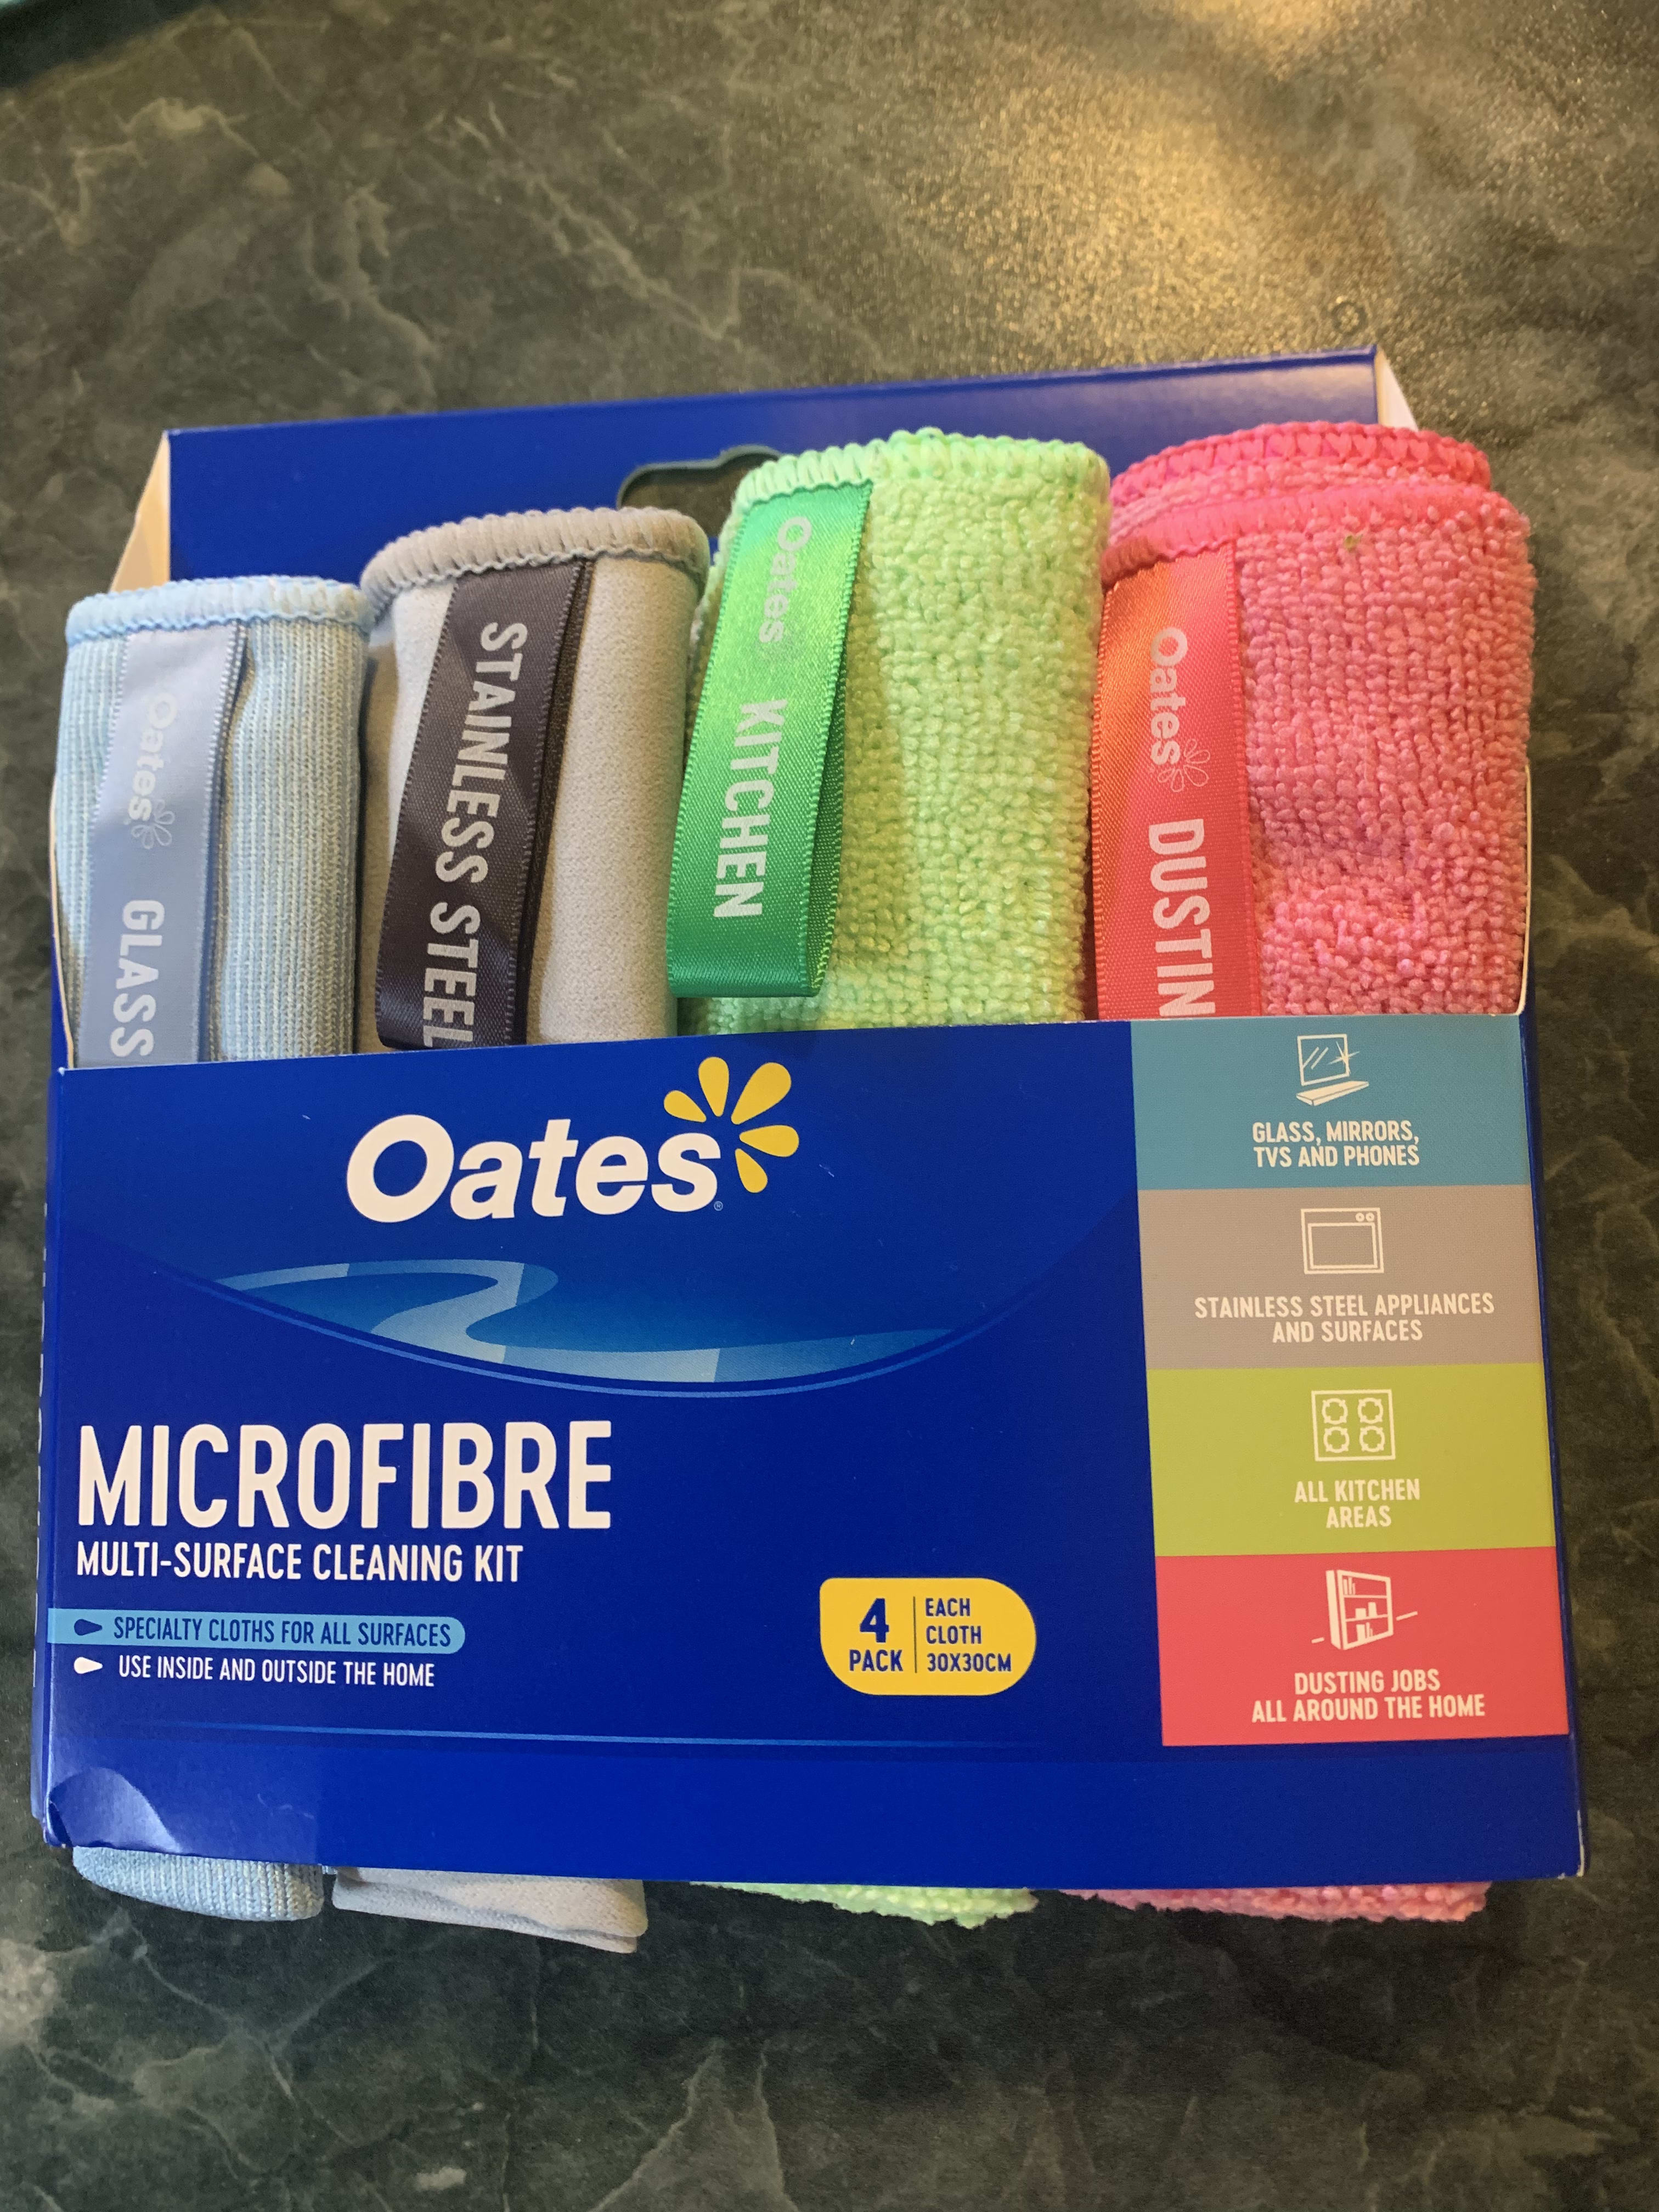 Oates GLASS
STAINLESS STEEL
Oates KITCHEN
Oates DUSTIN
Oates®
MICROFIBRE
MULTI-SURFACE CLEANING KIT
SPECIALTY CLOTHS FOR ALL SURFACES
USE INSIDE AND OUTSIDE THE HOME
4
PACK
EACH
CLOTH
30X30CM
GLASS, MIRRORS,
TVS AND PHONES
STAINLESS STEEL APPLIANCES
AND SURFACES
ALL KITCHEN
AREAS
DUSTING JOBS
ALL AROUND THE HOME